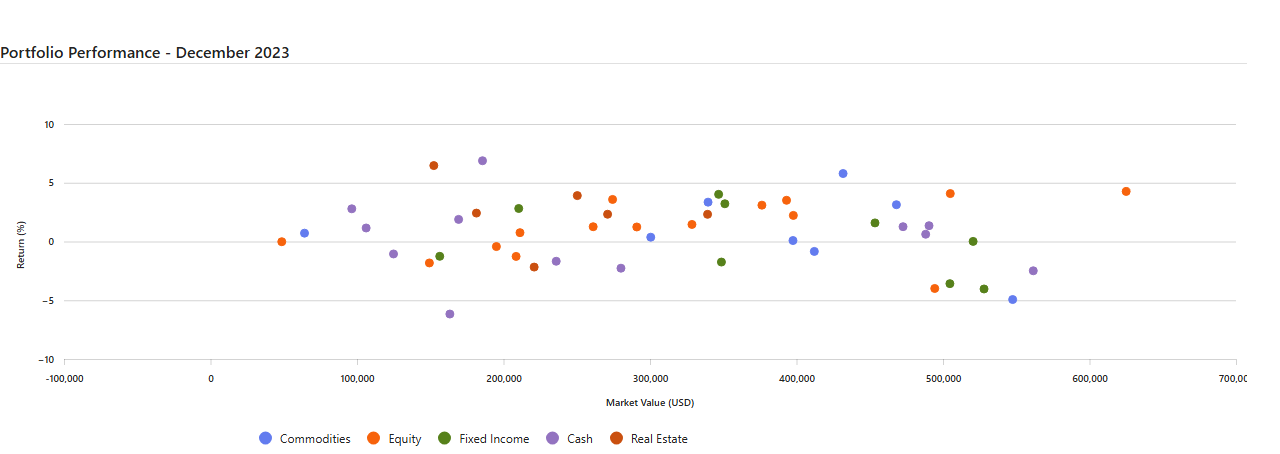 Portfolio Performance - December 2023
10
5
0
−5
−10
Return (%)
-100,000 0 100,000 200,000 300,000 400,000 500,000 600,000 700,00
Market Value (USD)
Commodities Equity Fixed Income Cash Real Estate